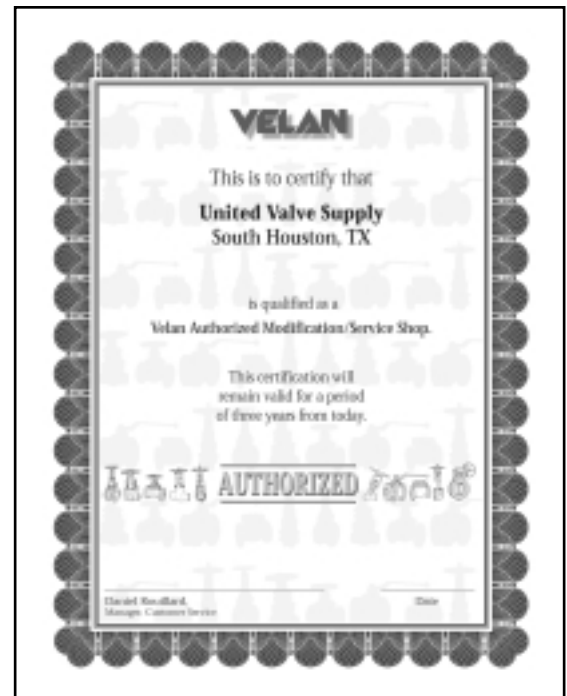 VELAN
This is to certify that
United Valve Supply
South Houston, TX
is qualified as a
Velan Authorized Modification/Service Shop.
This certification will
remain valid for a period
of three years from today.
AUTHORIZED
Daniel Rouillard,
Date
Manager, Customer Service